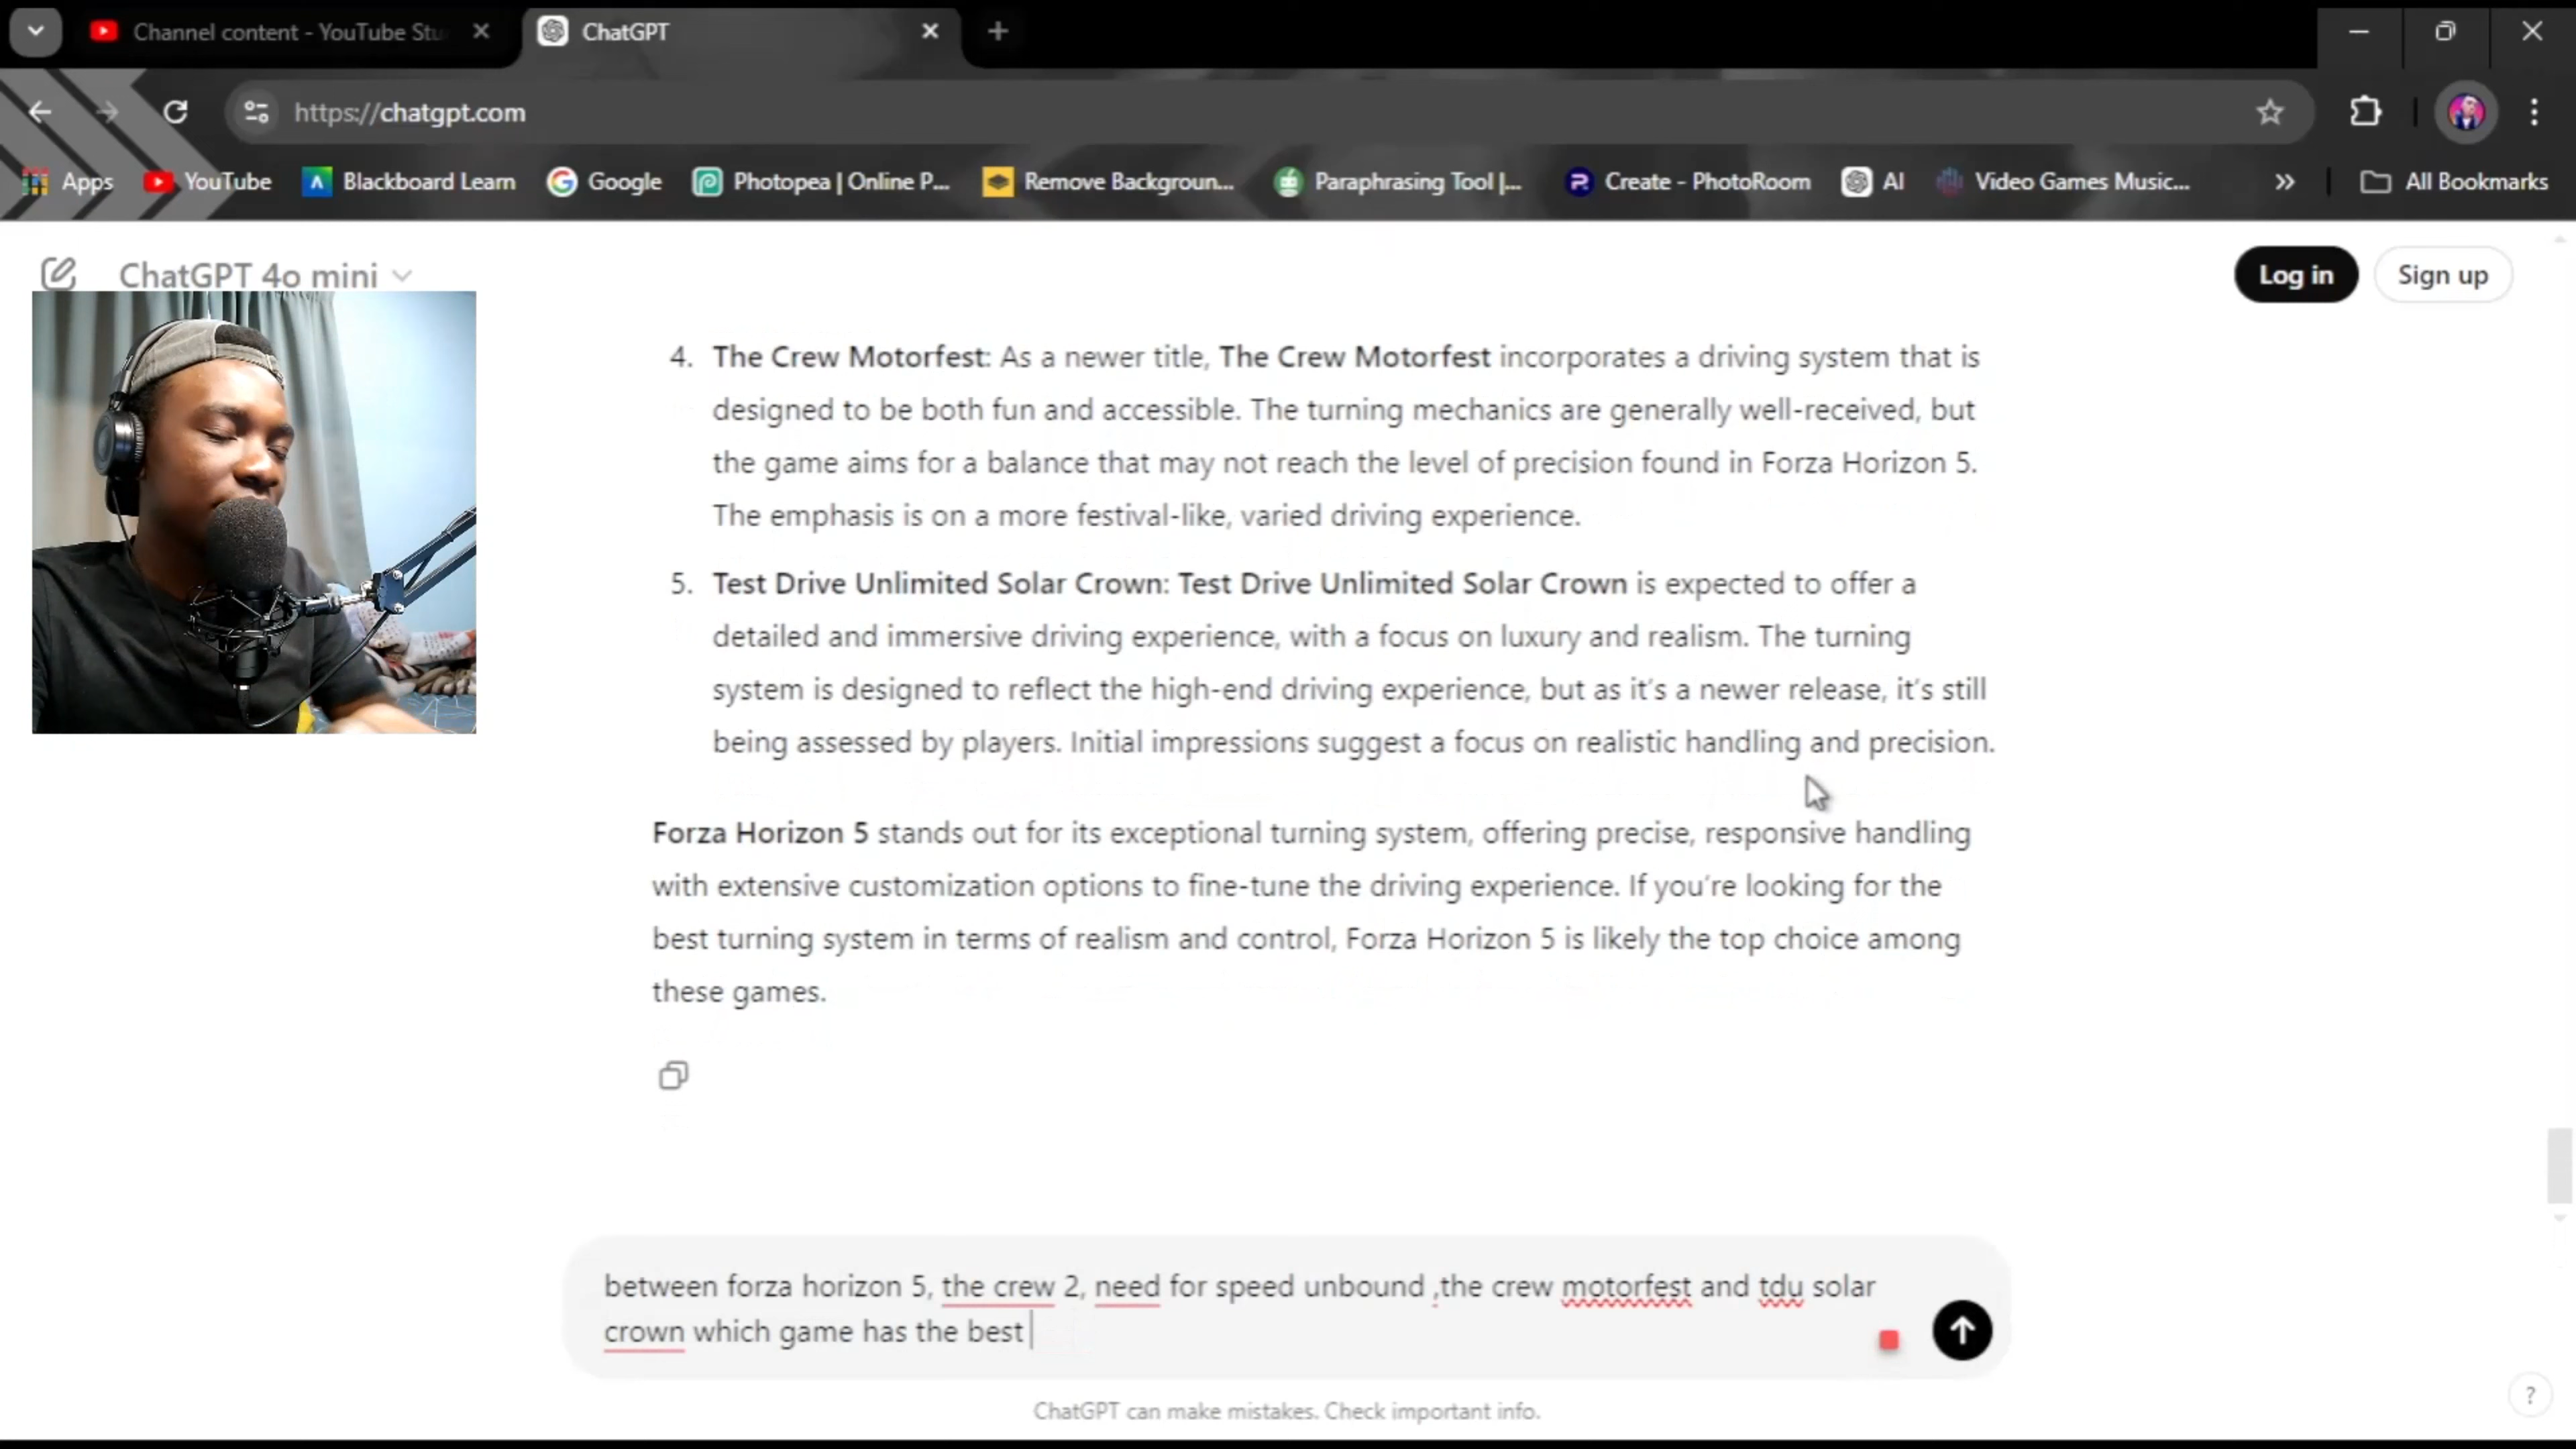 Channel content - YouTube Stu
ChatGPT
https://chatgpt.com
Apps YouTube Blackboard Learn Google Photopea | Online P... Remove Backgroun... Paraphrasing Tool |... Create - PhotoRoom AI Video Games Music... » All Bookmarks
ChatGPT 4o mini
Log in Sign up
4. The Crew Motorfest: As a newer title, The Crew Motorfest incorporates a driving system that is
designed to be both fun and accessible. The turning mechanics are generally well-received, but
the game aims for a balance that may not reach the level of precision found in Forza Horizon 5.
The emphasis is on a more festival-like, varied driving experience.
5. Test Drive Unlimited Solar Crown: Test Drive Unlimited Solar Crown is expected to offer a
detailed and immersive driving experience, with a focus on luxury and realism. The turning
system is designed to reflect the high-end driving experience, but as it's a newer release, it's still
being assessed by players. Initial impressions suggest a focus on realistic handling and precision.
Forza Horizon 5 stands out for its exceptional turning system, offering precise, responsive handling
with extensive customization options to fine-tune the driving experience. If you're looking for the
best turning system in terms of realism and control, Forza Horizon 5 is likely the top choice among
these games.
between forza horizon 5, the crew 2, need for speed unbound ,the crew motorfest and tdu solar
crown which game has the best
ChatGPT can make mistakes. Check important info.
?